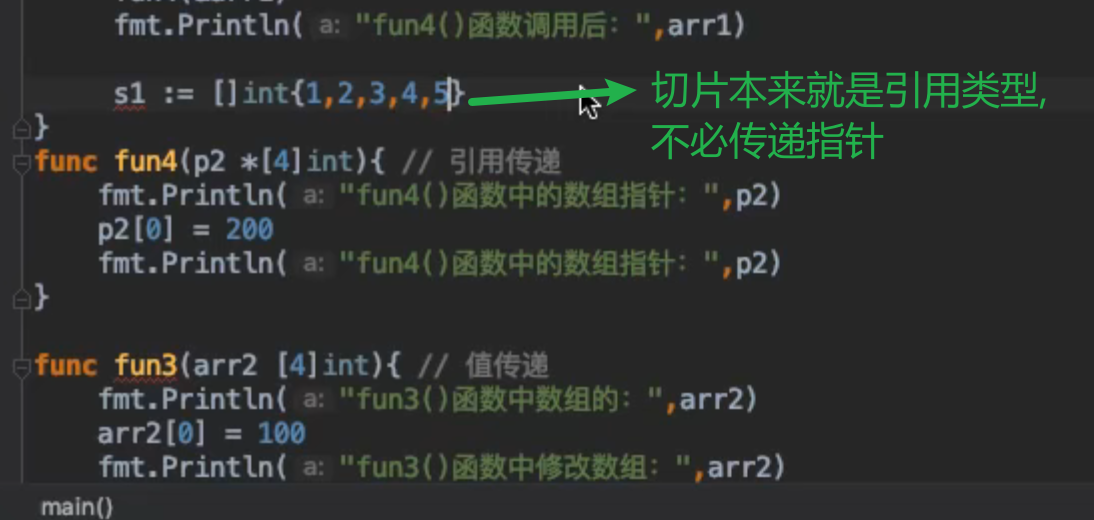 fmt.Println( a: "fun4()函数调用后：",arr1)
s1 := []int{1,2,3,4,5}
切片本来就是引用类型,
不必传递指针
}
func fun4(p2 *[4]int){ // 引用传递
fmt.Println( a: "fun4()函数中的数组指针：",p2)
p2[0] = 200
fmt.Println( a: "fun4()函数中的数组指针：",p2)
}
func fun3(arr2 [4]int){ // 值传递
fmt.Println( a: "fun3()函数中数组的：",arr2)
arr2[0] = 100
fmt.Println( a: "fun3()函数中修改数组：",arr2)
main()